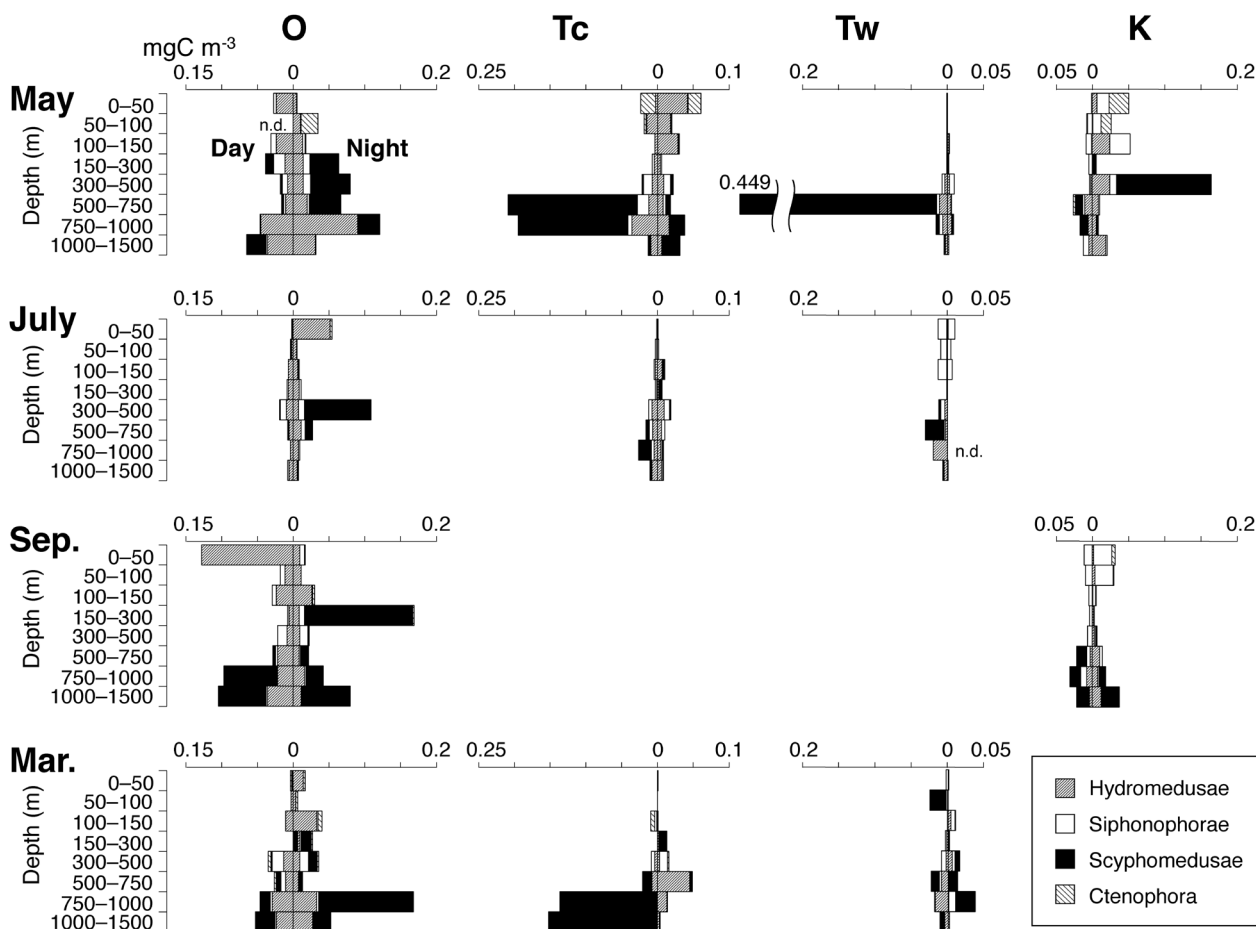 O Tc Tw K
mgC m-3
0.15 0 0.2 0.25 0 0.1 0.2 0 0.05 0.05 0 0.2
May
Depth (m)
0–50
50–100
100–150
150–300
300–500
500–750
750–1000
1000–1500
n.d.
Day Night
0.449
0.15 0 0.2 0.25 0 0.1 0.2 0 0.05
July
Depth (m)
0–50
50–100
100–150
150–300
300–500
500–750
750–1000
1000–1500
n.d.
0.15 0 0.2 0.05 0 0.2
Sep.
Depth (m)
0–50
50–100
100–150
150–300
300–500
500–750
750–1000
1000–1500
0.15 0 0.2 0.25 0 0.1 0.2 0 0.05
Mar.
Depth (m)
0–50
50–100
100–150
150–300
300–500
500–750
750–1000
1000–1500
Hydromedusae
Siphonophorae
Scyphomedusae
Ctenophora